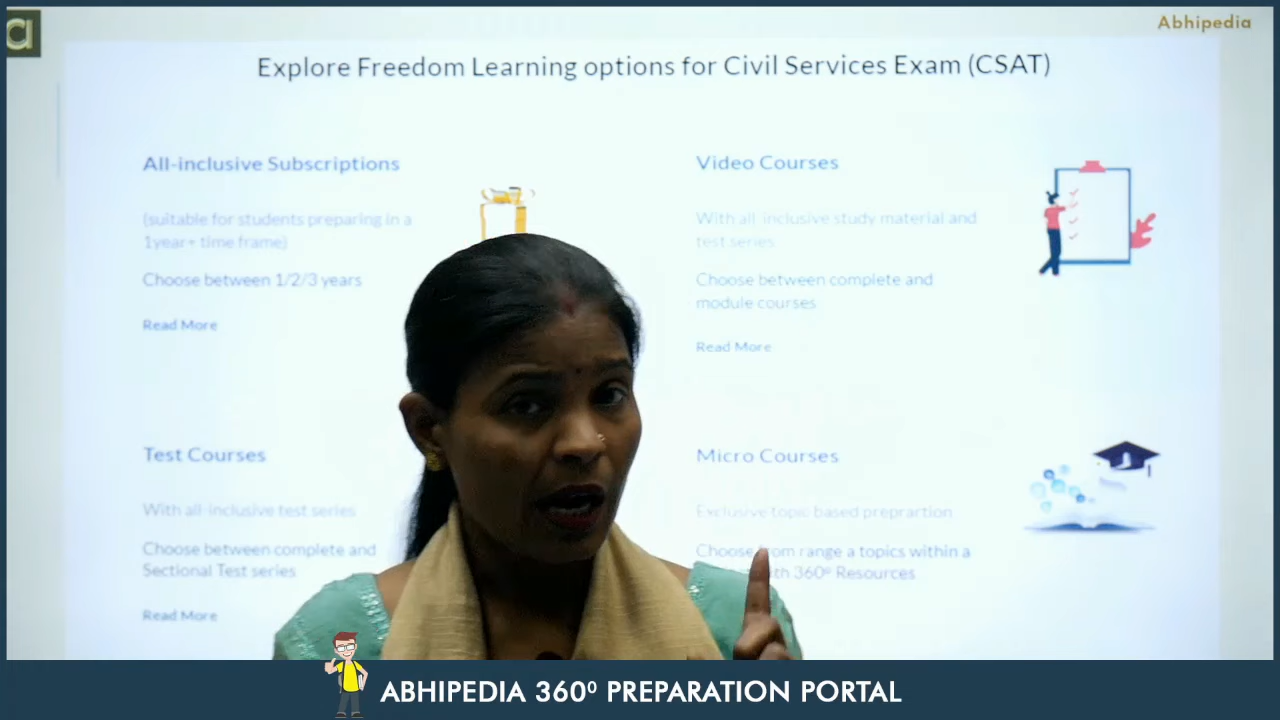 a
Abhipedia
Explore Freedom Learning options for Civil Services Exam (CSAT)
All-inclusive Subscriptions
(suitable for students preparing in a
1year+ time frame)
Choose between 1/2/3 years
Read More
Video Courses
With all-inclusive study material and
test series.
Choose between complete and
module courses
Read More
Test Courses
With all-inclusive test series
Choose between complete and
Sectional Test series
Read More
Micro Courses
Exclusive topic based preprartion
Choose from range a topics within a
360º Resources
ABHIPEDIA 360º PREPARATION PORTAL